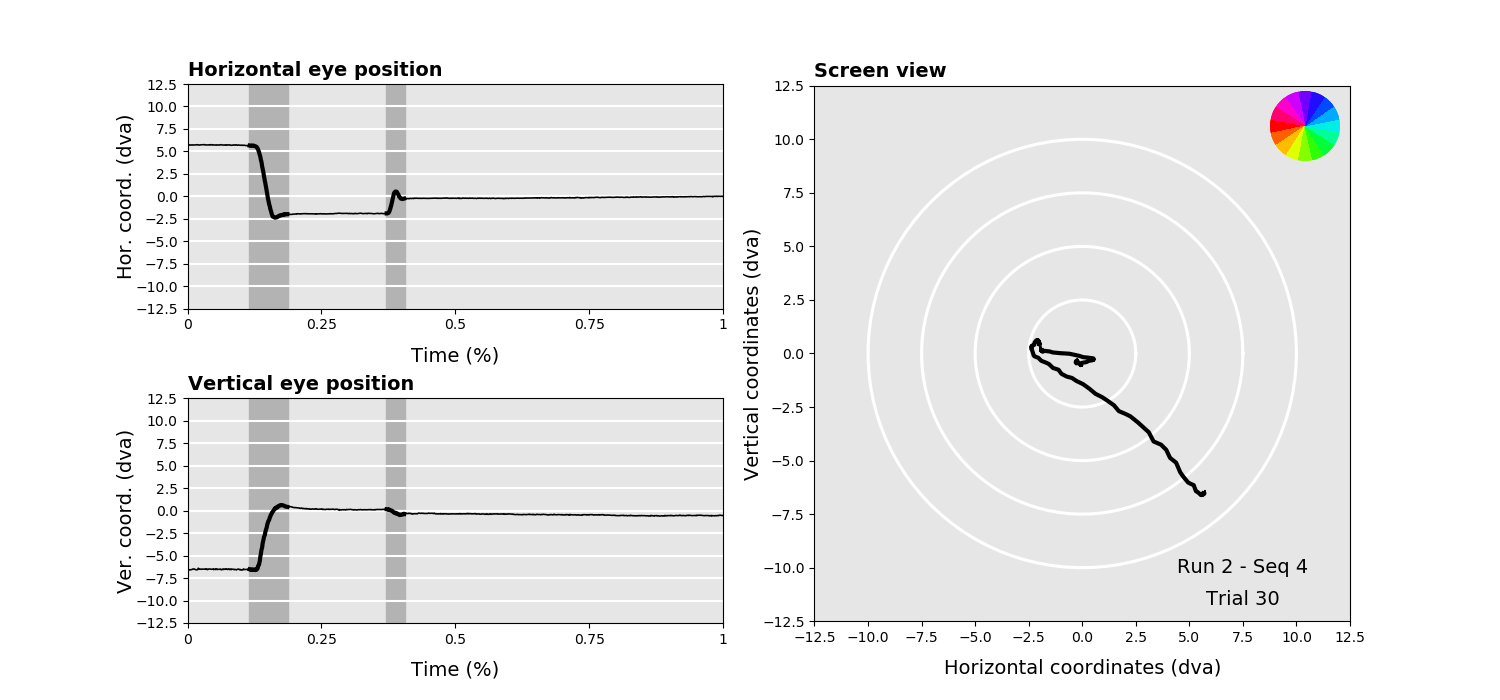 Horizontal eye position
Hor. coord. (dva)
12.5
10.0
7.5
5.0
2.5
0.0
−2.5
−5.0
−7.5
−10.0
−12.5
0 0.25 0.5 0.75 1
Time (%)
Vertical eye position
Ver. coord. (dva)
12.5
10.0
7.5
5.0
2.5
0.0
−2.5
−5.0
−7.5
−10.0
−12.5
0 0.25 0.5 0.75 1
Time (%)
Screen view
Vertical coordinates (dva)
12.5
10.0
7.5
5.0
2.5
0.0
−2.5
−5.0
−7.5
−10.0
−12.5
Run 2 - Seq 4
Trial 30
−12.5 −10.0 −7.5 −5.0 −2.5 0.0 2.5 5.0 7.5 10.0 12.5
Horizontal coordinates (dva)